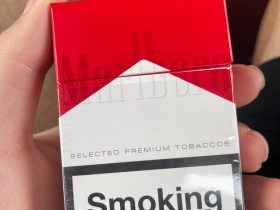 Marlboro
SELECTED PREMIUM TOBACCOS
Smoking